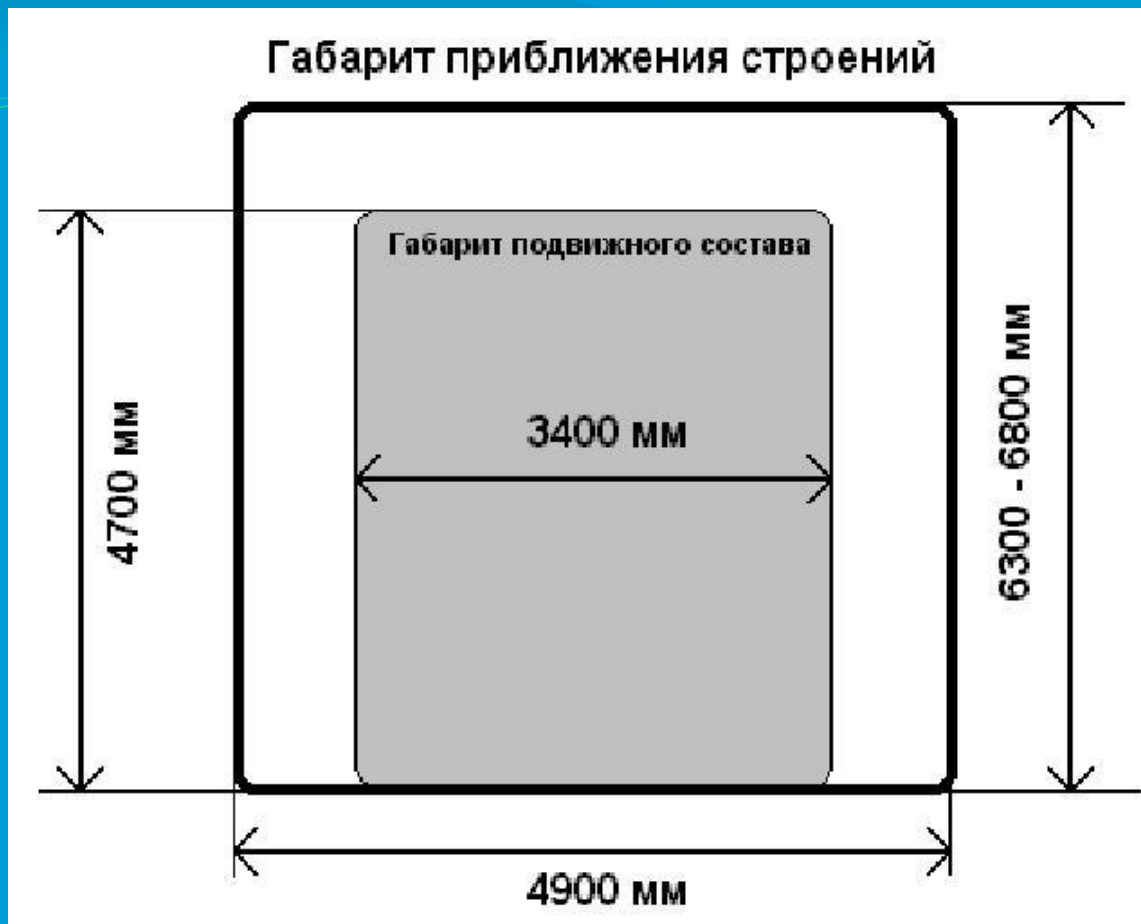 Габарит приближения строений
Габарит подвижного состава
3400 мм
4700 мм
6300 - 6800 мм
4900 мм